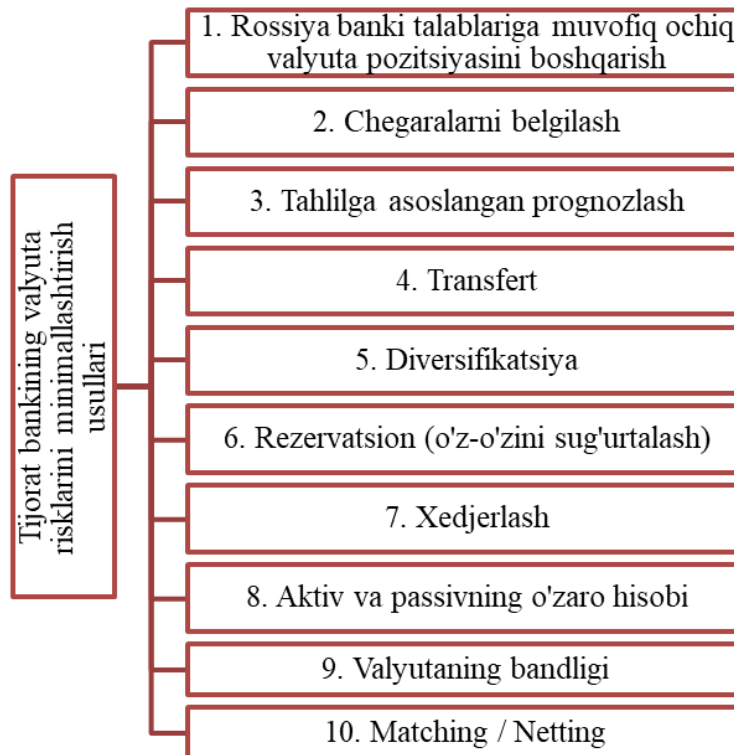 Tijorat bankining valyuta
risklarini minimallashtirish
usullari
1. Rossiya banki talablariga muvofiq ochiq
valyuta pozitsiyasini boshqarish
2. Chegaralarni belgilash
3. Tahlilga asoslangan prognozlash
4. Transfert
5. Diversifikatsiya
6. Rezervatsion (o'z-o'zini sug'urtalash)
7. Xedjerlash
8. Aktiv va passivning o'zaro hisobi
9. Valyutaning bandligi
10. Matching / Netting